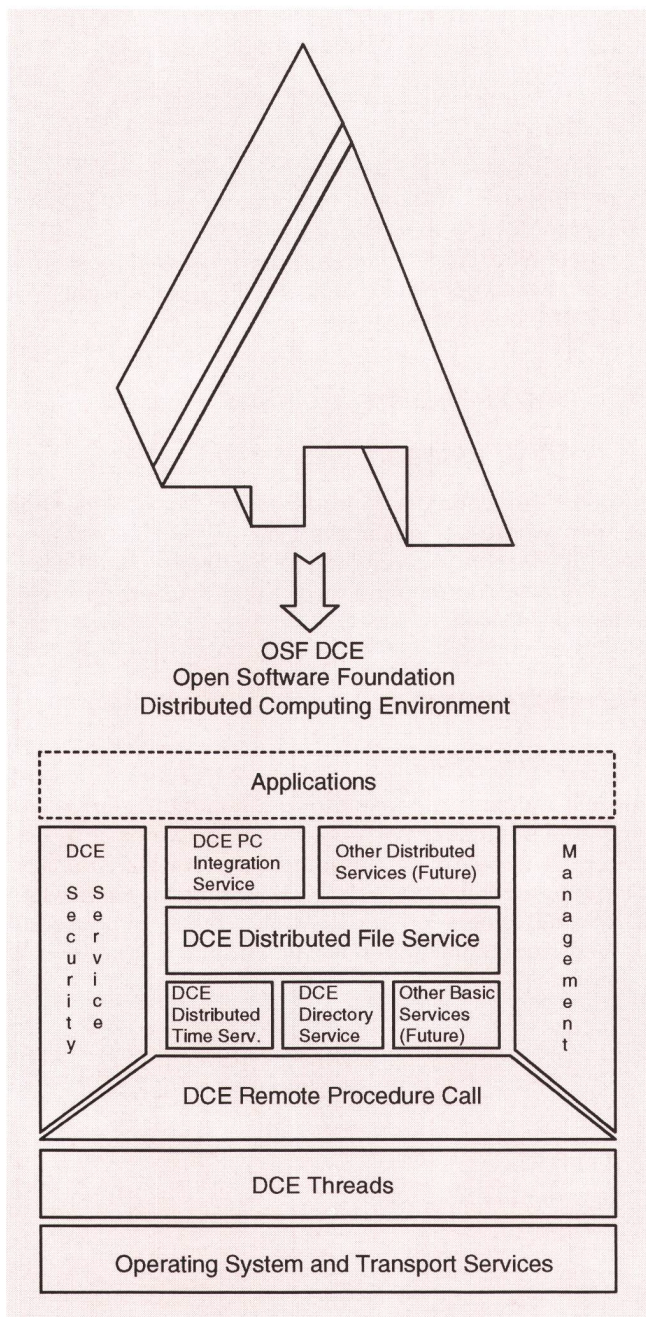 OSF DCE
Open Software Foundation
Distributed Computing Environment
Applications
DCE
Security
Service
DCE PC
Integration
Service
Other Distributed
Services (Future)
Management
DCE Distributed File Service
DCE
Distributed
Time Serv.
DCE
Directory
Service
Other Basic
Services
(Future)
DCE Remote Procedure Call
DCE Threads
Operating System and Transport Services